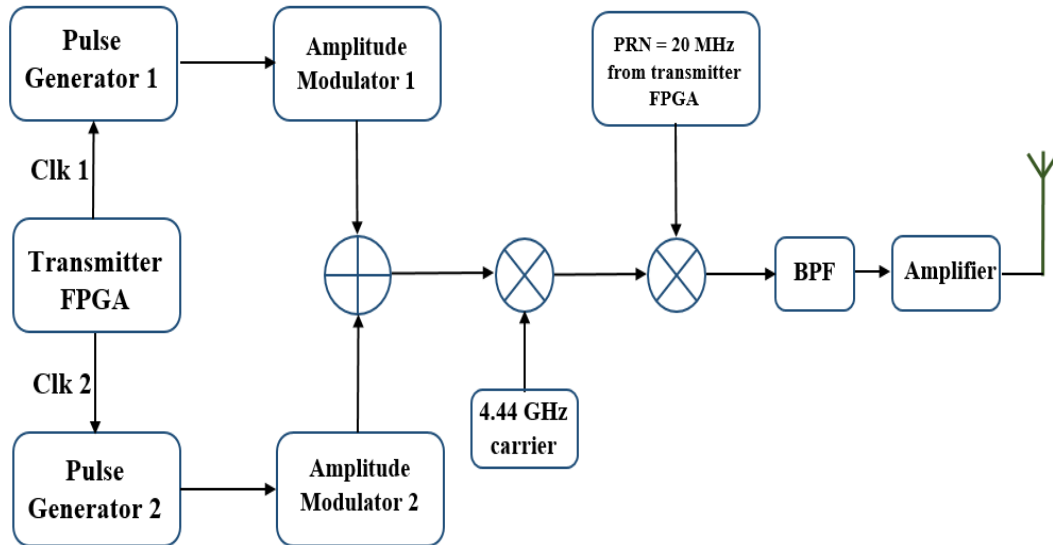 Pulse
Generator 1
Amplitude
Modulator 1
PRN = 20 MHz
from transmitter
FPGA
Clk 1
Transmitter
FPGA
BPF
Amplifier
Clk 2
4.44 GHz
carrier
Pulse
Generator 2
Amplitude
Modulator 2